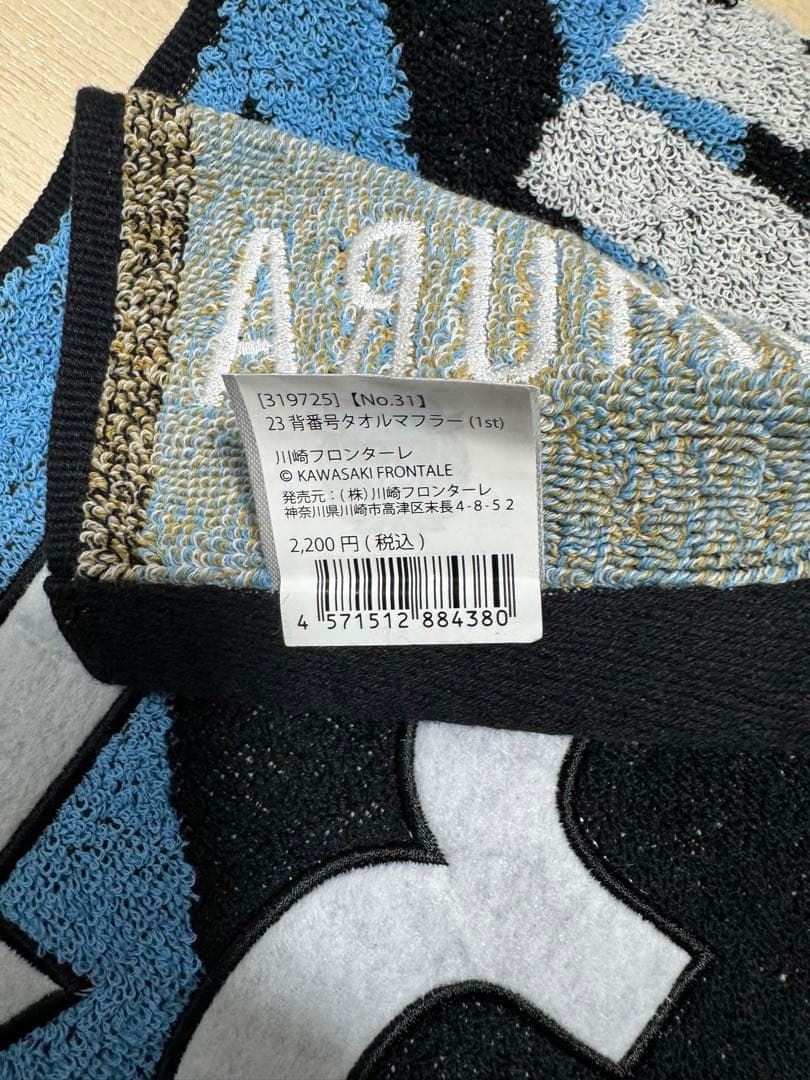 [319725]【No.31】
23 背番号タオルマフラー (1st)
川崎フロンターレ
© KAWASAKI FRONTALE
発売元：(株)川崎フロンターレ
神奈川県川崎市高津区末長4-8-52
2,200 円 ( 税込 )
4 571512 884380